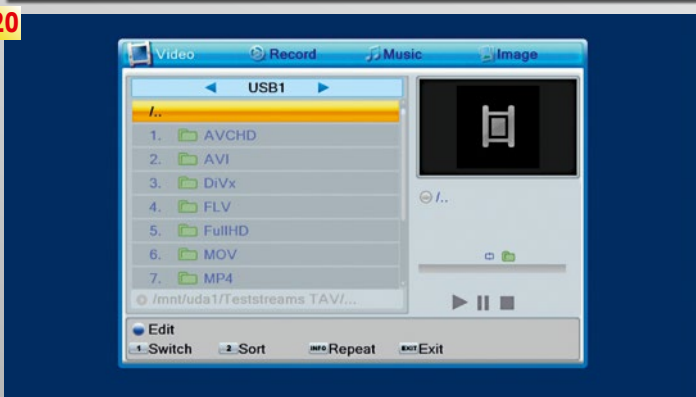 20
Video Record Music Image
USB1
/..
1. AVCHD
2. AVI
3. DiVx
4. FLV
5. FullHD
6. MOV
7. MP4
/..
/mnt/uda1/Teststreams TAV/...
Edit
1 Switch 2 Sort INFO Repeat EXIT Exit